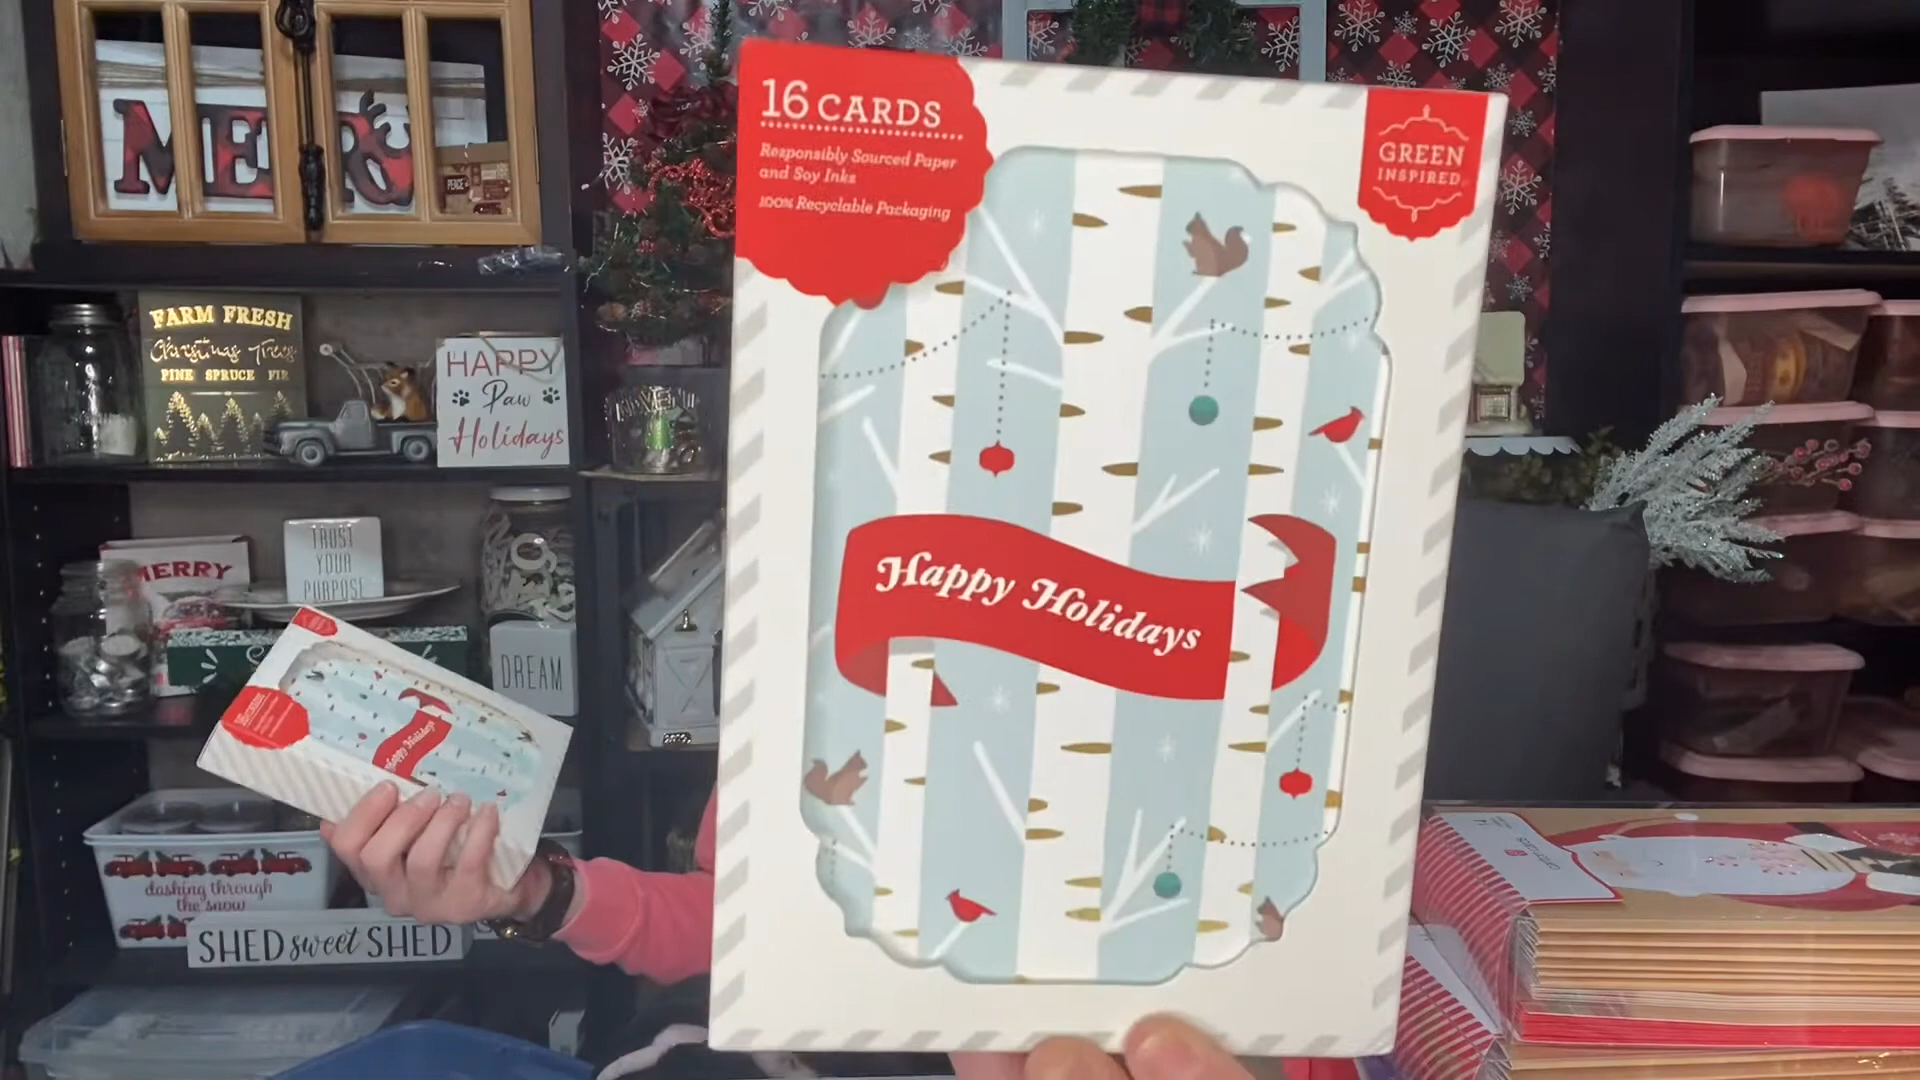 16 CARDS
Responsibly Sourced Paper
and Soy Inks
100% Recyclable Packaging
GREEN
INSPIRED
Happy Holidays
FARM FRESH
Christmas Trees
PINE SPRUCE FIR
HAPPY
Paw
Holidays
PEACE
TRUST
YOUR
PURPOSE
MERRY
DREAM
Happy Holidays
dashing through
the snow
SHED sweet SHED